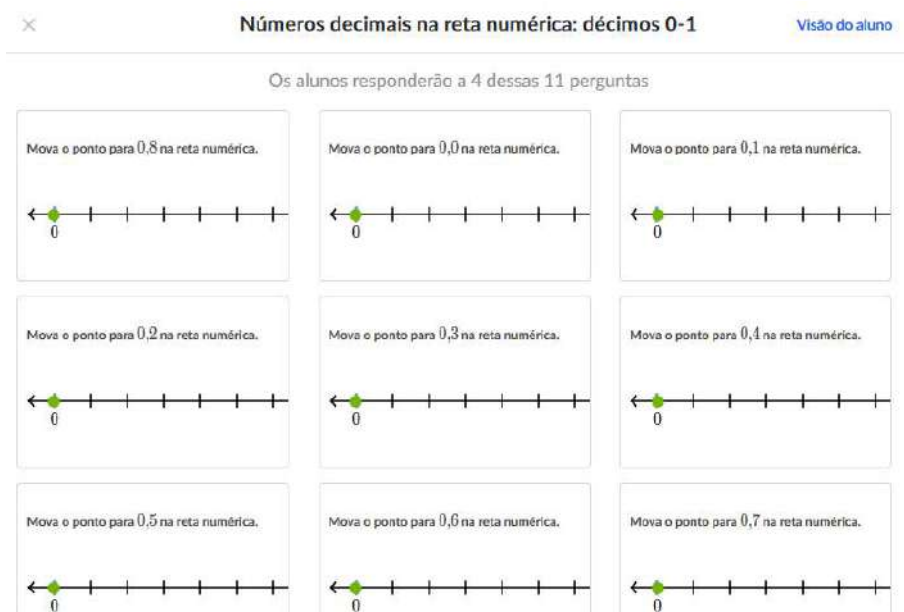 × Números decimais na reta numérica: décimos 0-1 Visão do aluno
Os alunos responderão a 4 dessas 11 perguntas
Mova o ponto para 0,8 na reta numérica.
0
Mova o ponto para 0,0 na reta numérica.
0
Mova o ponto para 0,1 na reta numérica.
0
Mova o ponto para 0,2 na reta numérica.
0
Mova o ponto para 0,3 na reta numérica.
0
Mova o ponto para 0,4 na reta numérica.
0
Mova o ponto para 0,5 na reta numérica.
0
Mova o ponto para 0,6 na reta numérica.
0
Mova o ponto para 0,7 na reta numérica.
0